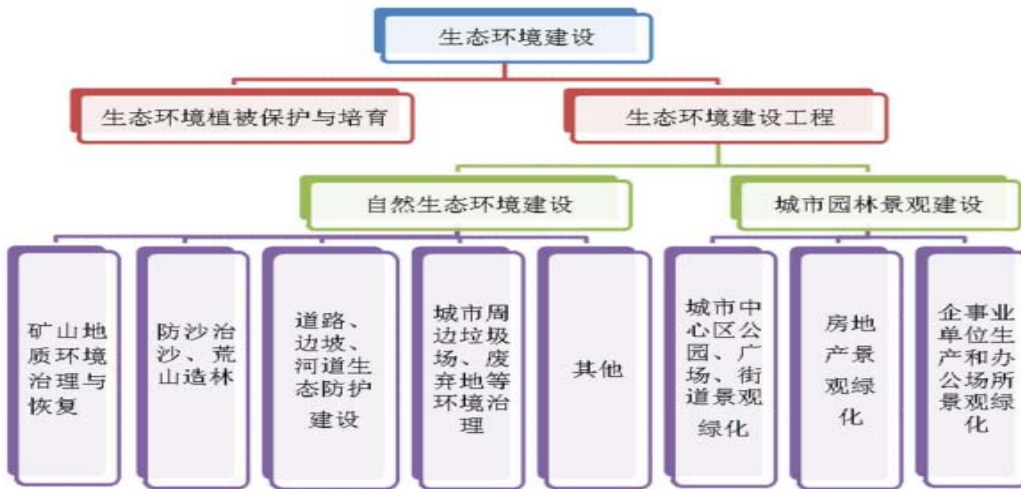 生态环境建设
生态环境植被保护与培育
生态环境建设工程
自然生态环境建设
城市园林景观建设
矿山地
质环境
治理与
恢复
防沙治
沙、荒
山造林
道路、
边坡、
河道生
态防护
建设
城市周
边垃圾
场、废
弃地等
环境治
理
其他
城市中
心区公
园、广
场、街
道景观
绿化
房地
产景
观绿
化
企事业
单位生
产和办
公场所
景观绿
化